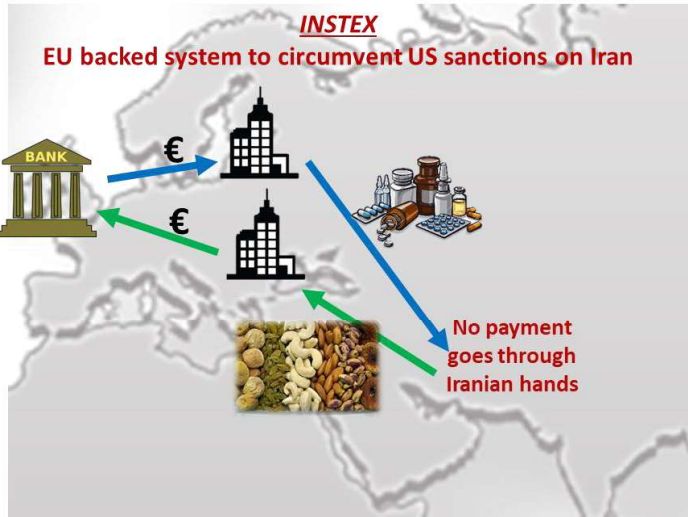 INSTEX
EU backed system to circumvent US sanctions on Iran
BANK
€
€
No payment
goes through
Iranian hands